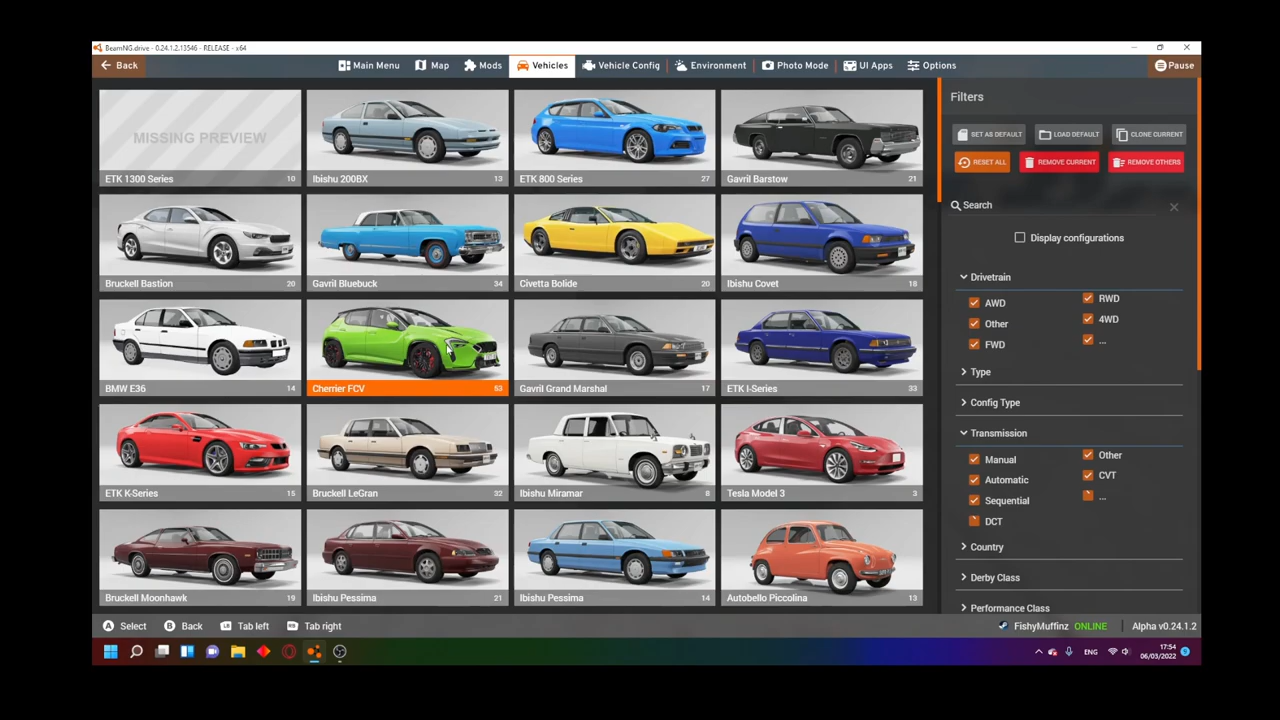 BeamNG.drive - 0.24.1.2.13546 - RELEASE - x64
Back
Main Menu
Map
Mods
Vehicles
Vehicle Config
Environment
Photo Mode
UI Apps
Options
Pause
MISSING PREVIEW
ETK 1300 Series 10
Ibishu 200BX 13
ETK 800 Series 27
Gavril Barstow 21
Bruckell Bastion 20
Gavril Bluebuck 34
Civetta Bolide 20
Ibishu Covet 18
BMW E36 14
Cherrier FCV 53
Gavril Grand Marshal 17
ETK I-Series 33
ETK K-Series 15
Bruckell LeGran 32
Ibishu Miramar 8
Tesla Model 3 3
Bruckell Moonhawk 19
Ibishu Pessima 21
Ibishu Pessima 14
Autobello Piccolina 13
Filters
SET AS DEFAULT
LOAD DEFAULT
CLONE CURRENT
RESET ALL
REMOVE CURRENT
REMOVE OTHERS
Search
Display configurations
Drivetrain
AWD
RWD
Other
4WD
FWD
...
Type
Config Type
Transmission
Manual
Other
Automatic
CVT
Sequential
...
DCT
Country
Derby Class
Performance Class
A Select
B Back
LB Tab left
RB Tab right
FishyMuffinz ONLINE
Alpha v0.24.1.2
ENG
17:54
06/03/2022
5